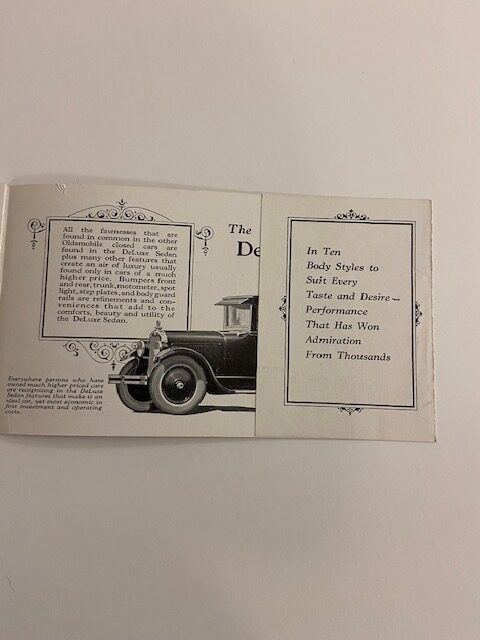 All the finenesses that are
found in common in the other
Oldsmobile closed cars are
found in the DeLuxe Sedan
plus many other features that
create an air of luxury usually
found only in cars of a much
higher price. Bumpers front
and rear, trunk, motometer, spot
light, step plates, and body guard
rails are refinements and con-
veniences that add to the
comforts, beauty and utility of
the DeLuxe Sedan.
Everywhere persons who have
owned much higher priced cars
are recognizing in the DeLuxe
Sedan features that make it an
ideal car, yet most economic in
first investment and operating
costs.
The
De
In Ten
Body Styles to
Suit Every
Taste and Desire—
Performance
That Has Won
Admiration
From Thousands